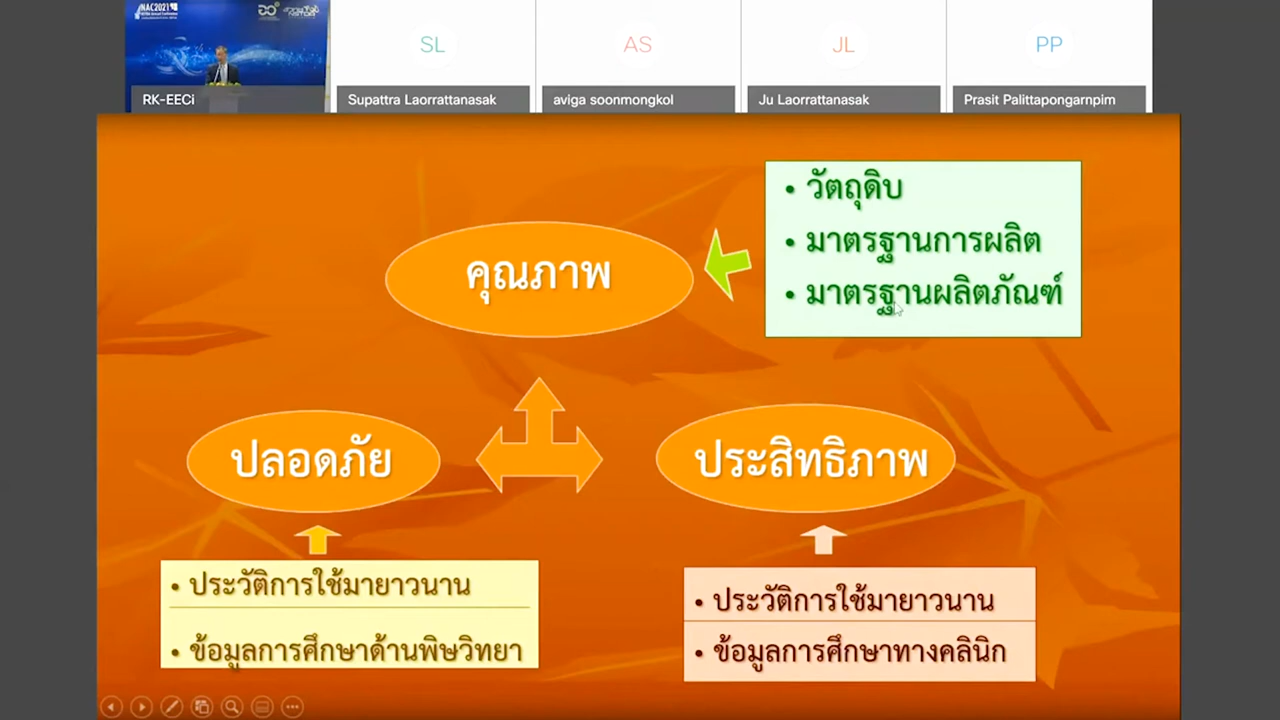 NAC2021
RK-EECi
SL
Supattra Laorrattanasak
AS
aviga soonmongkol
JL
Ju Laorrattanasak
PP
Prasit Palittapongarnpim
คุณภาพ
• วัตถุดิบ
• มาตรฐานการผลิต
• มาตรฐานผลิตภัณฑ์
ปลอดภัย
ประสิทธิภาพ
• ประวัติการใช้มายาวนาน
• ข้อมูลการศึกษาด้านพิษวิทยา
• ประวัติการใช้มายาวนาน
• ข้อมูลการศึกษาทางคลินิก